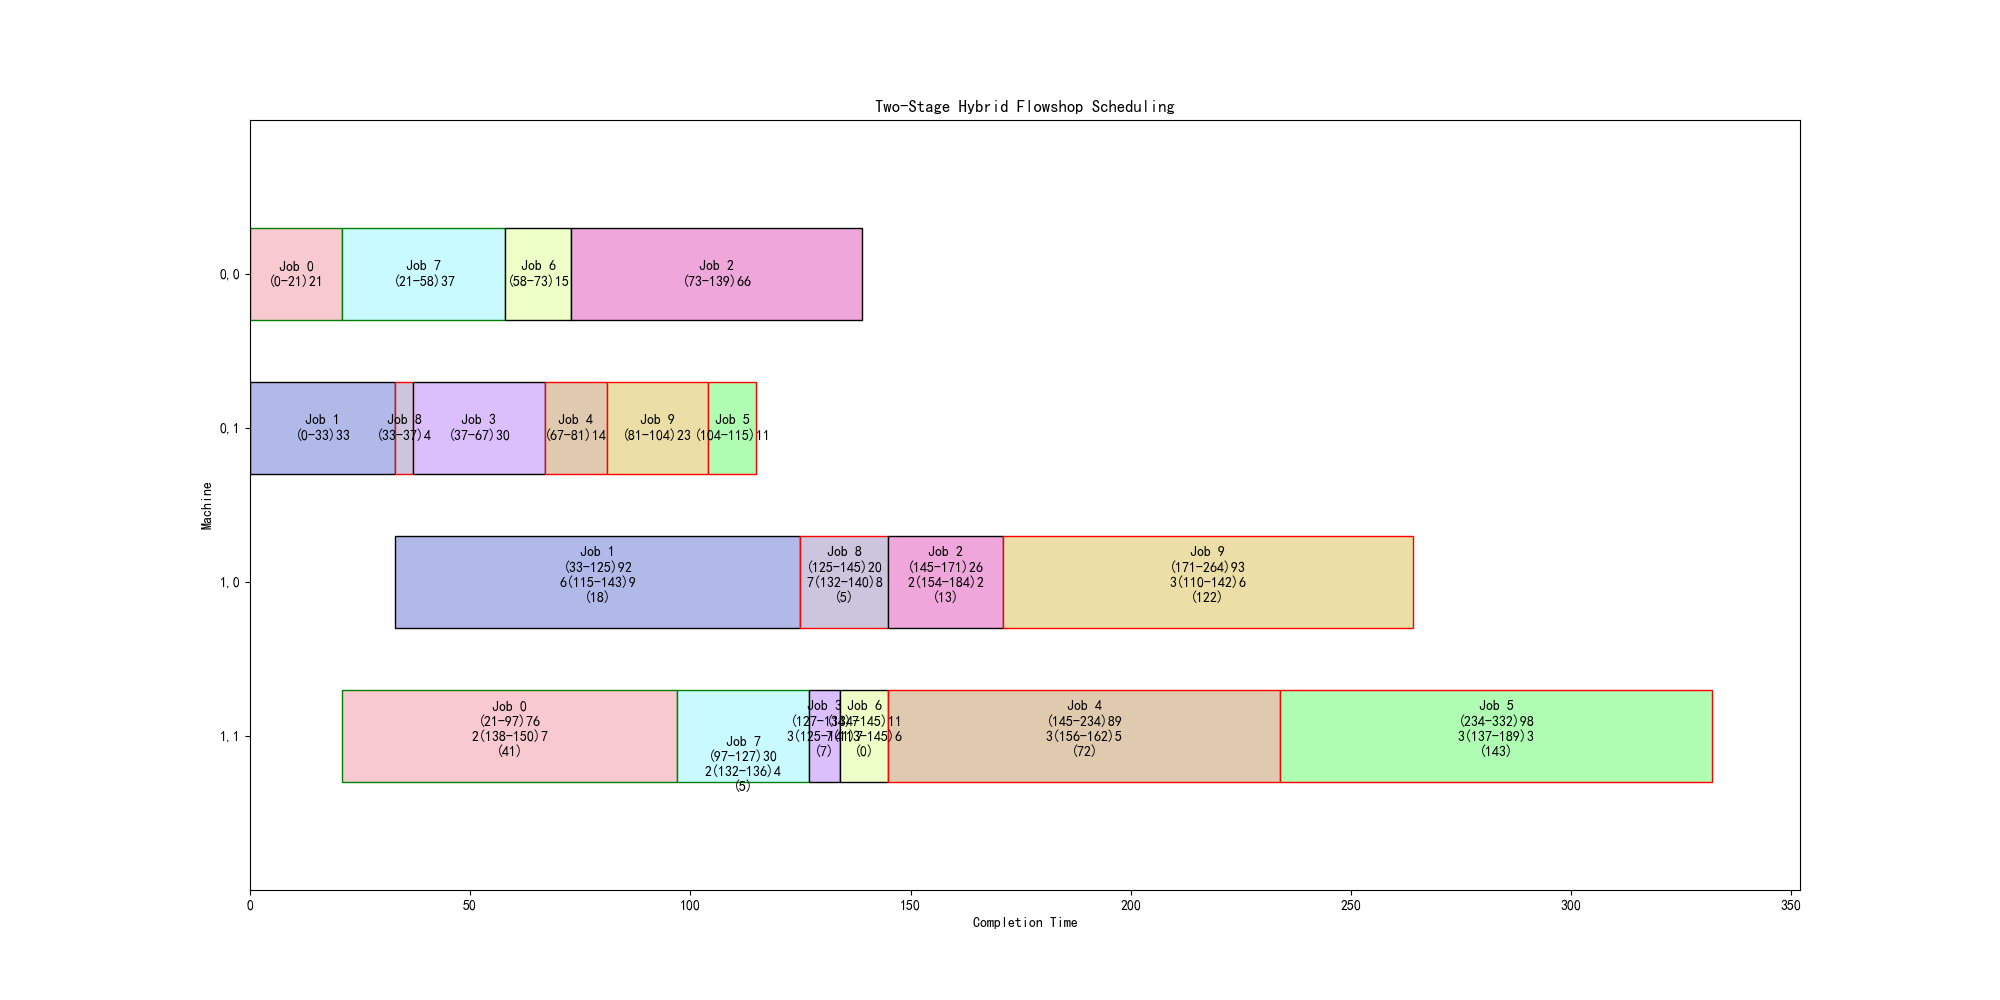 Two-Stage Hybrid Flowshop Scheduling
Machine
0,0
Job 0
(0-21)21
Job 7
(21-58)37
Job 6
(58-73)15
Job 2
(73-139)66
0,1
Job 1
(0-33)33
Job 8
(33-37)4
Job 3
(37-67)30
Job 4
(67-81)14
Job 9
(81-104)23
Job 5
(104-115)11
1,0
Job 1
(33-125)92
6(115-143)9
(18)
Job 8
(125-145)20
7(132-140)8
(5)
Job 2
(145-171)26
2(154-184)2
(13)
Job 9
(171-264)93
3(110-142)6
(122)
1,1
Job 0
(21-97)76
2(138-150)7
(41)
Job 7
(97-127)30
2(132-136)4
(5)
Job 3
(127-134)7
(7)
Job 6
(134-145)11
(0)
Job 4
(145-234)89
3(156-162)5
(72)
Job 5
(234-332)98
3(137-189)3
(143)
0 50 100 150 200 250 300 350
Completion Time